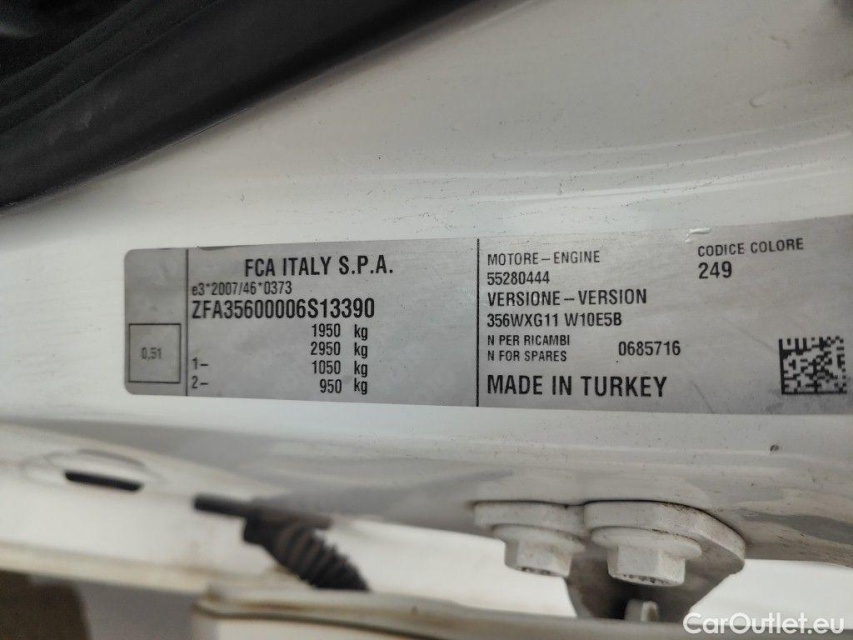 FCA ITALY S.P.A.
e3*2007/46*0373
ZFA35600006S13390
1950 kg
2950 kg
1– 1050 kg
2– 950 kg
0,51
MOTORE–ENGINE
55280444
VERSIONE–VERSION
356WXG11 W10E5B
N PER RICAMBI
N FOR SPARES 0685716
MADE IN TURKEY
CODICE COLORE
249
CarOutlet.eu